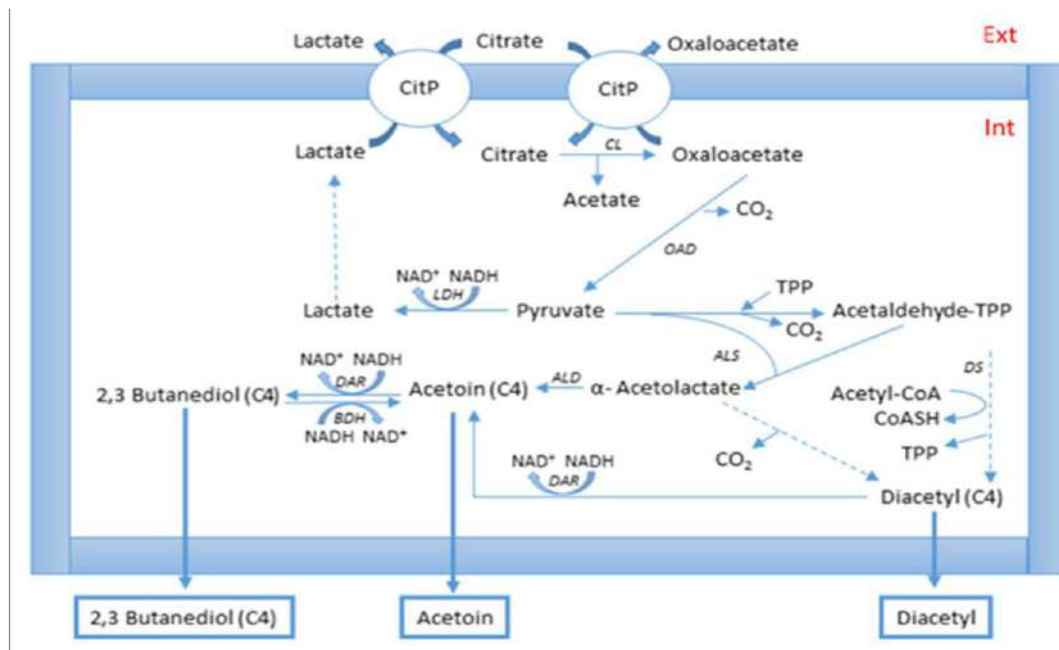 Ext
Lactate Citrate Oxaloacetate
CitP CitP
Int
Lactate Citrate CL Oxaloacetate
Acetate
CO₂
OAD
NAD⁺ NADH
LDH
TPP
Lactate Pyruvate Acetaldehyde-TPP
CO₂
ALS
DS
NAD⁺ NADH
DAR
ALD
2,3 Butanediol (C4) Acetoin (C4) α- Acetolactate Acetyl-CoA
BDH
CoASH
NADH NAD⁺
TPP
CO₂
NAD⁺ NADH
DAR
Diacetyl (C4)
2,3 Butanediol (C4) Acetoin Diacetyl